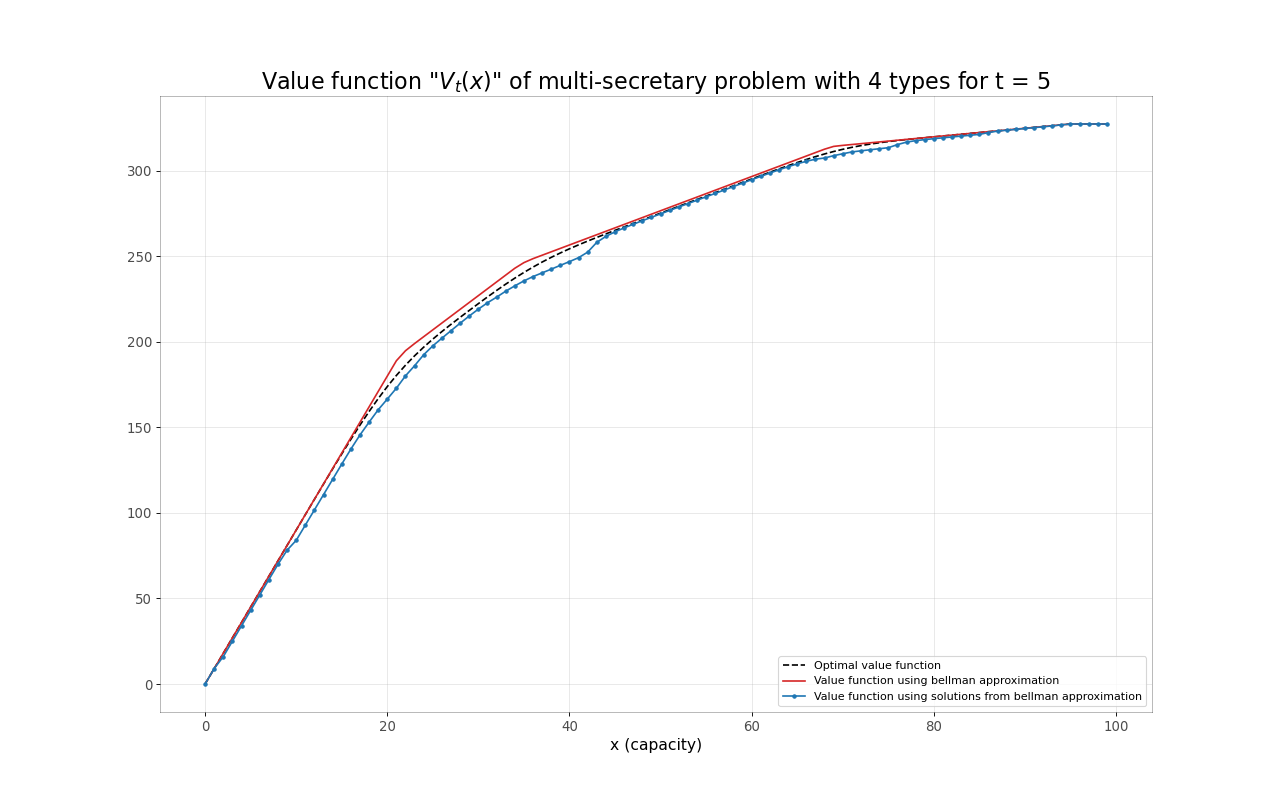 Value function "V_t(x)" of multi-secretary problem with 4 types for t = 5
300
250
200
150
100
50
0
0 20 40 60 80 100
x (capacity)
Optimal value function
Value function using bellman approximation
Value function using solutions from bellman approximation